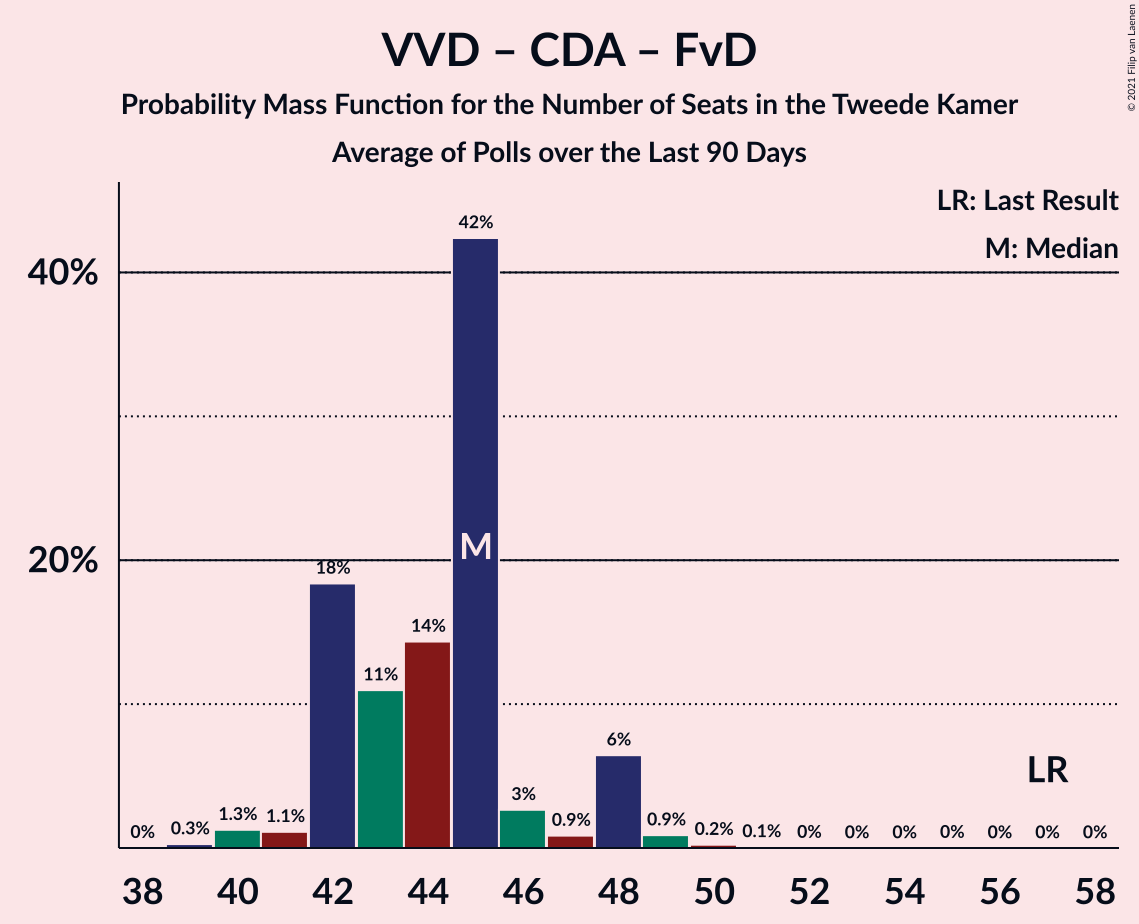 VVD – CDA – FvD
Probability Mass Function for the Number of Seats in the Tweede Kamer
Average of Polls over the Last 90 Days
© 2021 Filip van Laenen
LR: Last Result
M: Median
40%
20%
0%
0.3%
1.3%
1.1%
18%
11%
14%
42%
M
3%
0.9%
6%
0.9%
0.2%
0.1%
0%
0%
0%
0%
0%
0%
0%
LR
38 40 42 44 46 48 50 52 54 56 58